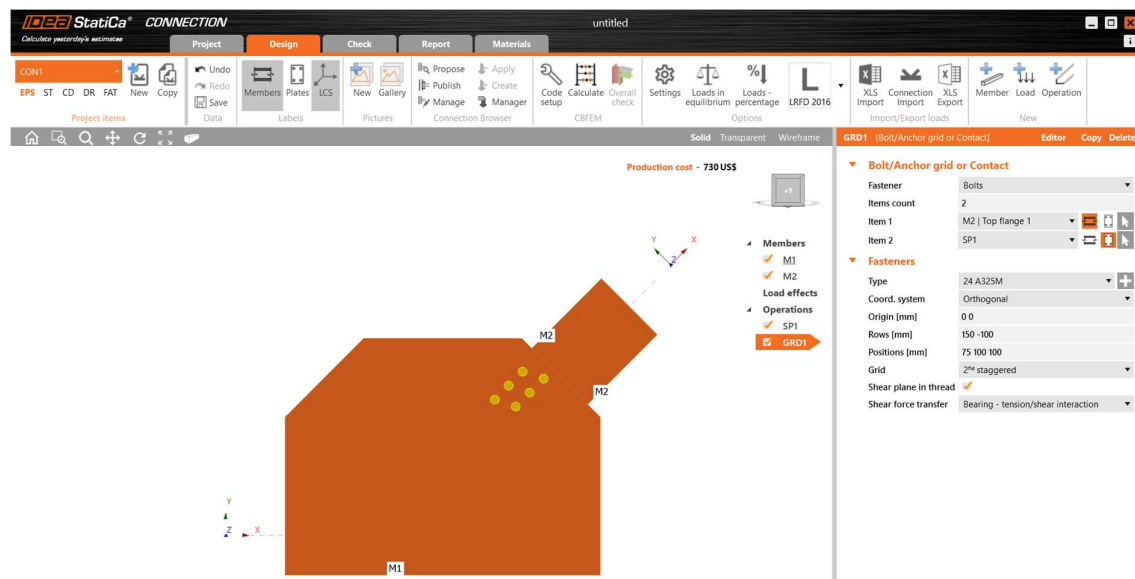 IDEA StatiCa® CONNECTION
untitled
Calculate yesterday's estimates
Project Design Check Report Materials
CON1
EPS ST CD DR FAT
New Copy
Undo
Redo
Save
Members Plates LCS
New Gallery
Propose Apply
Publish Create
Manage Manager
Code setup Calculate Overall check
Settings Loads in equilibrium Loads - percentage LRFD 2016
XLS Import Connection Import XLS Export
Member Load Operation
Project Items Data Labels Pictures Connection Browser CBFEM Options Import/Export loads New
Solid Transparent Wireframe
GRD1 [Bolt/Anchor grid or Contact] Editor Copy Delete
Production cost - 730 US$
+Y
Members
M1
M2
Load effects
Operations
SP1
GRD1
Y X
Z
M2
M2
Y
Z X
M1
Bolt/Anchor grid or Contact
Fastener Bolts
Items count 2
Item 1 M2 | Top flange 1
Item 2 SP1
Fasteners
Type 24 A325M
Coord. system Orthogonal
Origin [mm] 0 0
Rows [mm] 150 -100
Positions [mm] 75 100 100
Grid 2nd staggered
Shear plane in thread
Shear force transfer Bearing - tension/shear interaction